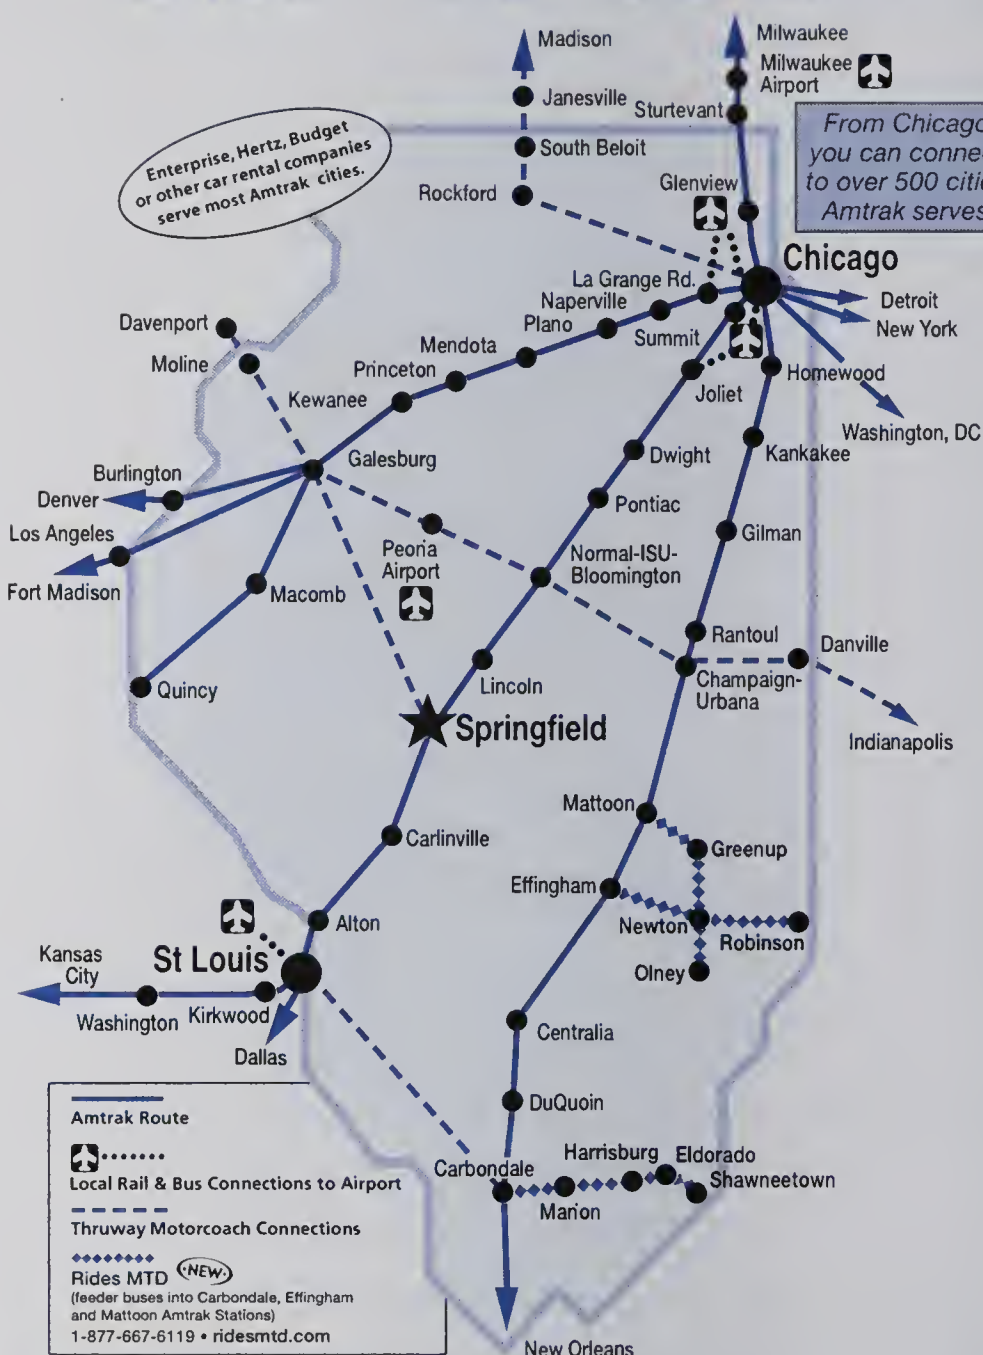 Milwaukee
Milwaukee
Airport
Madison
Janesville
Sturtevant
South Beloit
From Chicago
you can connec
to over 500 citie
Amtrak serves
Enterprise, Hertz, Budget
or other car rental companies
serve most Amtrak cities.
Rockford
Glenview
Chicago
La Grange Rd.
Naperville
Plano
Summit
Detroit
New York
Davenport
Moline
Mendota
Princeton
Kewanee
Joliet
Homewood
Washington, DC
Galesburg
Dwight
Kankakee
Burlington
Denver
Pontiac
Los Angeles
Fort Madison
Peoria
Airport
Normal-ISU-
Bloomington
Gilman
Macomb
Rantoul
Danville
Quincy
Lincoln
Champaign-
Urbana
Springfield
Indianapolis
Mattoon
Carlinville
Greenup
Effingham
Alton
Newton
Robinson
St Louis
Olney
Kansas
City
Washington
Kirkwood
Dallas
Centralia
DuQuoin
Carbondale
Harrisburg
Eldorado
Shawneetown
Marion
New Orleans
Amtrak Route
Local Rail & Bus Connections to Airport
Thruway Motorcoach Connections
Rides MTD NEW
(feeder buses into Carbondale, Effingham
and Mattoon Amtrak Stations)
1-877-667-6119 • ridesmtd.com